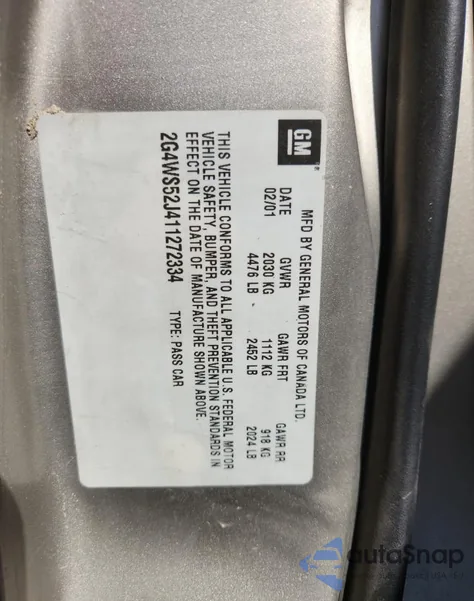 GM
MFD BY GENERAL MOTORS OF CANADA LTD.
DATE GVWR GAWR FRT GAWR RR
02/01 2030 KG 1112 KG 918 KG
4476 LB 2452 LB 2024 LB
THIS VEHICLE CONFORMS TO ALL APPLICABLE U.S. FEDERAL MOTOR
VEHICLE SAFETY, BUMPER, AND THEFT PREVENTION STANDARDS IN
EFFECT ON THE DATE OF MANUFACTURE SHOWN ABOVE.
2G4WS52J411272334 TYPE: PASS CAR
autoSnap